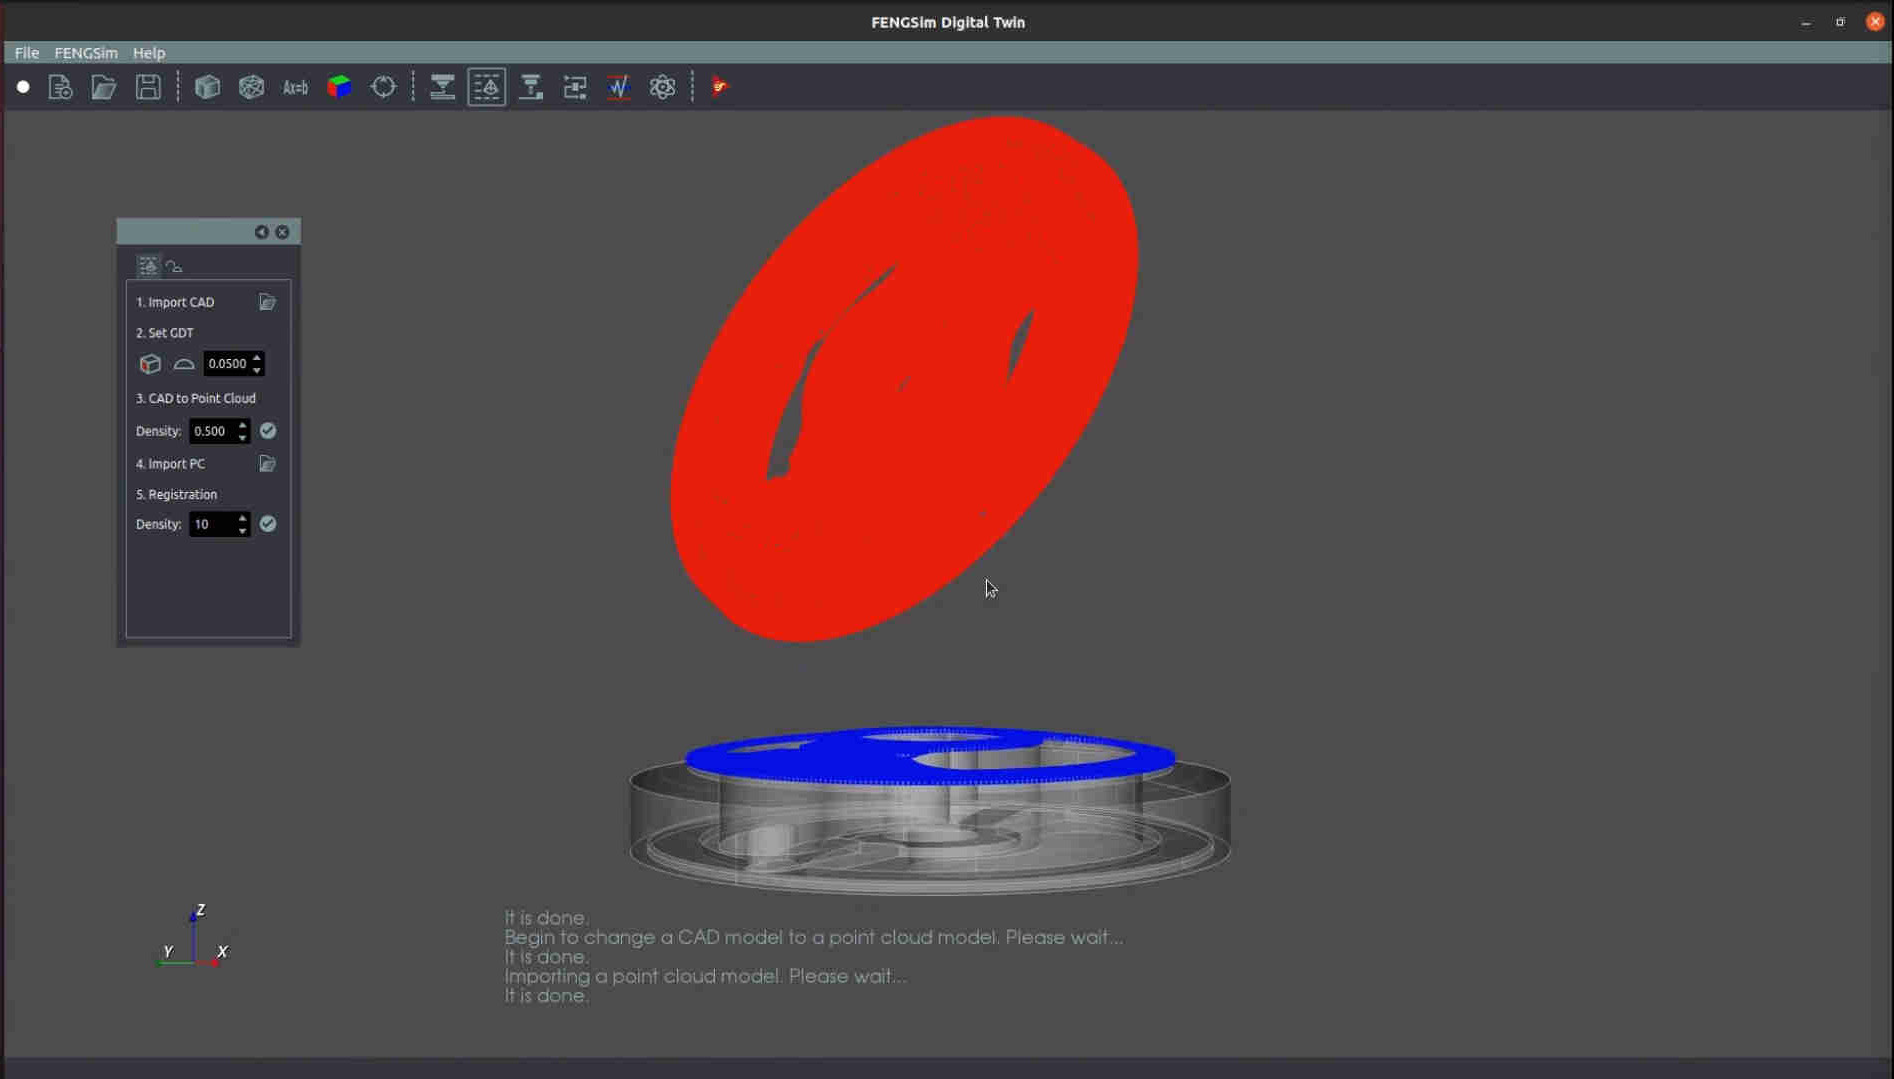 FENGSim Digital Twin
File FENGSim Help
Ax=b
1. Import CAD
2. Set GDT
0.0500
3. CAD to Point Cloud
Density: 0.500
4. Import PC
5. Registration
Density: 10
Z
Y X
It is done.
Begin to change a CAD model to a point cloud model. Please wait...
It is done.
Importing a point cloud model. Please wait...
It is done.